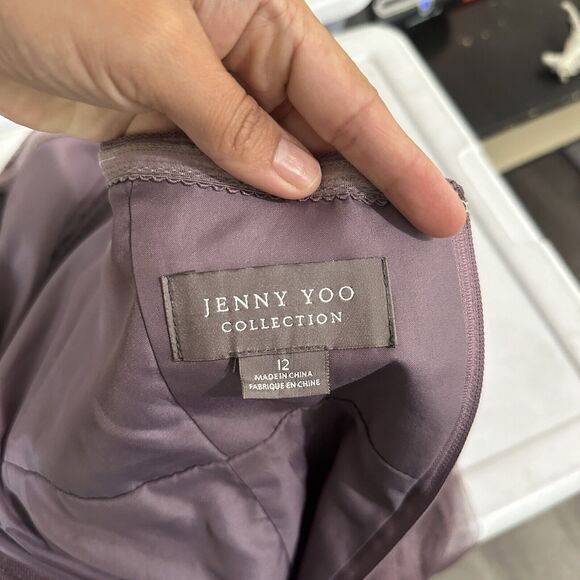 JENNY YOO
COLLECTION
12
MADE IN CHINA
FABRIQUE EN CHINE